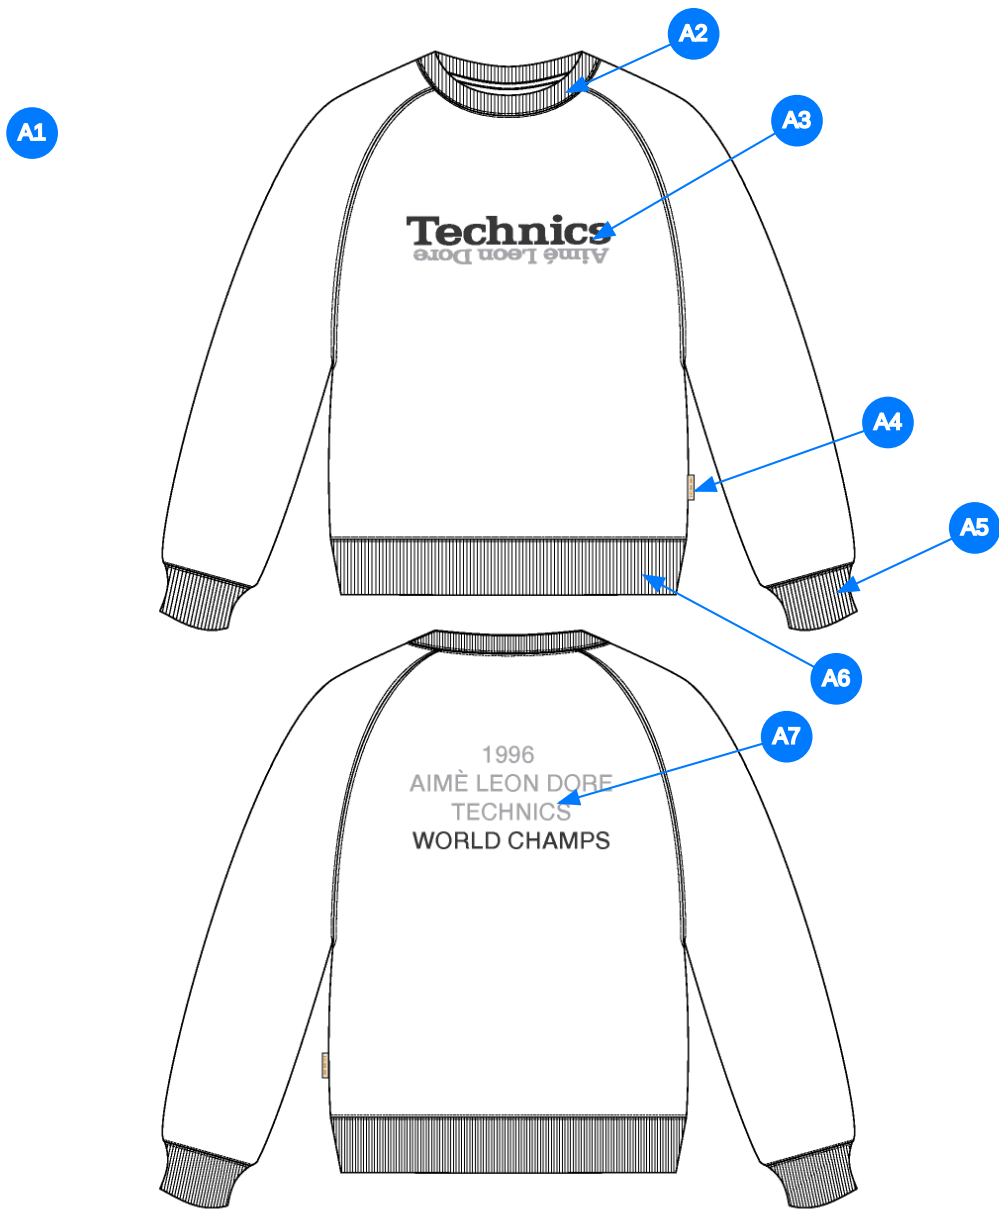 A2
A3
A1
Technics
Aimé Leon Dore
A4
A5
A6
A7
1996
AIMÈ LEON DORE
TECHNICS
WORLD CHAMPS